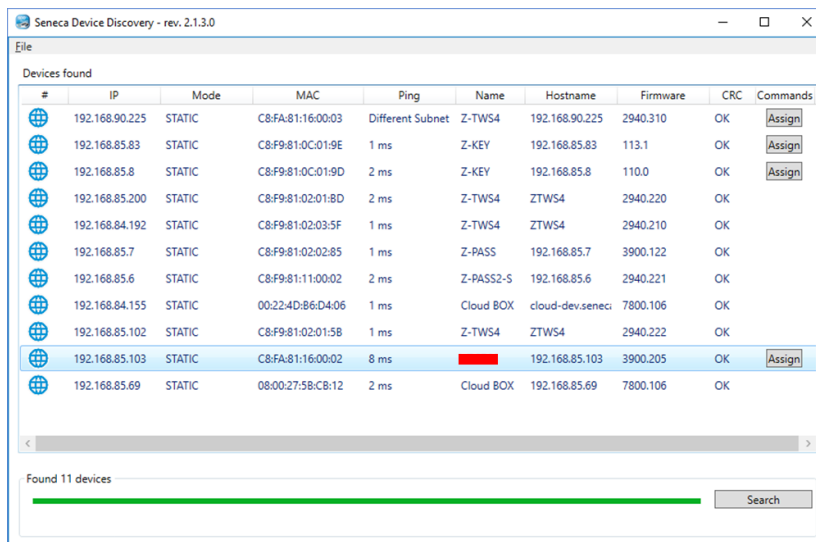 Seneca Device Discovery - rev. 2.1.3.0
File
Devices found
# IP Mode MAC Ping Name Hostname Firmware CRC Commands
192.168.90.225 STATIC C8:FA:81:16:00:03 Different Subnet Z-TWS4 192.168.90.225 2940.310 OK Assign
192.168.85.83 STATIC C8:F9:81:0C:01:9E 1 ms Z-KEY 192.168.85.83 113.1 OK Assign
192.168.85.8 STATIC C8:F9:81:0C:01:9D 2 ms Z-KEY 192.168.85.8 110.0 OK Assign
192.168.85.200 STATIC C8:F9:81:02:01:BD 2 ms Z-TWS4 ZTWS4 2940.220 OK
192.168.84.192 STATIC C8:F9:81:02:03:5F 1 ms Z-TWS4 ZTWS4 2940.210 OK
192.168.85.7 STATIC C8:F9:81:02:02:85 1 ms Z-PASS 192.168.85.7 3900.122 OK
192.168.85.6 STATIC C8:F9:81:11:00:02 2 ms Z-PASS2-S 192.168.85.6 2940.221 OK
192.168.84.155 STATIC 00:22:4D:B6:D4:06 1 ms Cloud BOX cloud-dev.seneca 7800.106 OK
192.168.85.102 STATIC C8:F9:81:02:01:5B 1 ms Z-TWS4 ZTWS4 2940.222 OK
192.168.85.103 STATIC C8:FA:81:16:00:02 8 ms 192.168.85.103 3900.205 OK Assign
192.168.85.69 STATIC 08:00:27:5B:CB:12 2 ms Cloud BOX 192.168.85.69 7800.106 OK
Found 11 devices
Search